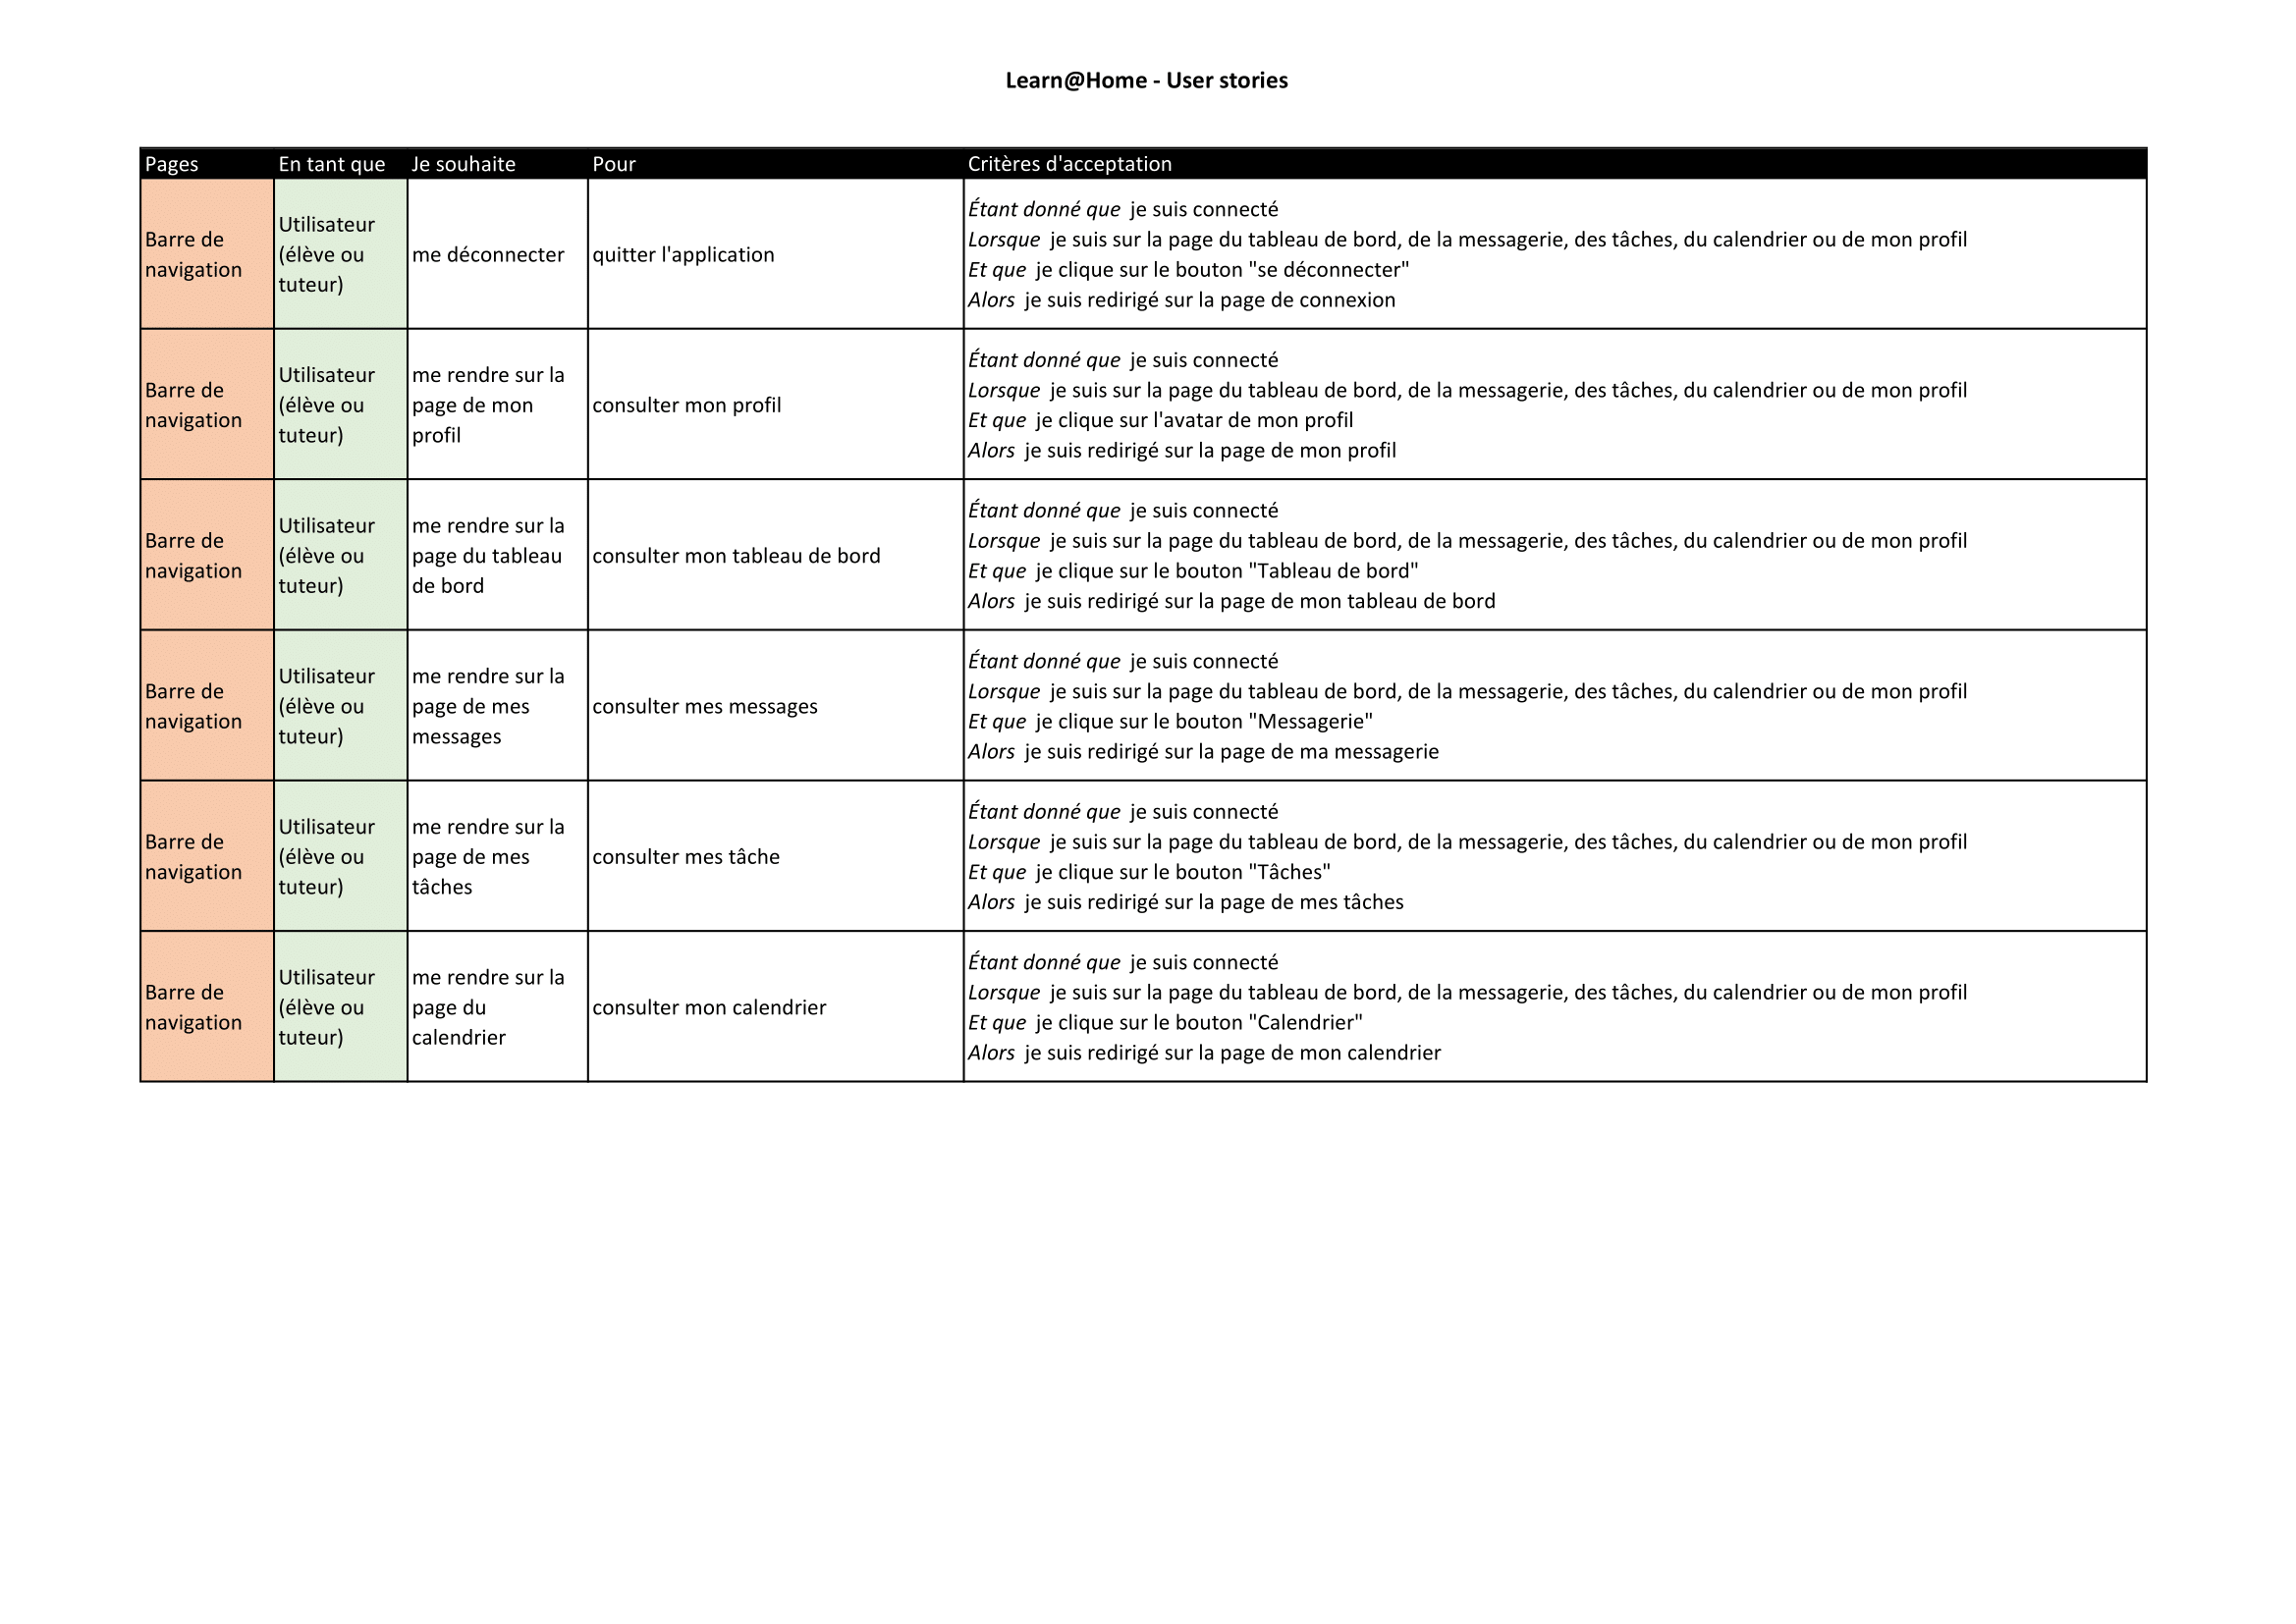 Learn@Home - User stories
Pages En tant que Je souhaite Pour Critères d'acceptation
Barre de
navigation
Utilisateur
(élève ou
tuteur)
me déconnecter
quitter l'application
Étant donné que je suis connecté
Lorsque je suis sur la page du tableau de bord, de la messagerie, des tâches, du calendrier ou de mon profil
Et que je clique sur le bouton "se déconnecter"
Alors je suis redirigé sur la page de connexion
Barre de
navigation
Utilisateur
(élève ou
tuteur)
me rendre sur la
page de mon
profil
consulter mon profil
Étant donné que je suis connecté
Lorsque je suis sur la page du tableau de bord, de la messagerie, des tâches, du calendrier ou de mon profil
Et que je clique sur l'avatar de mon profil
Alors je suis redirigé sur la page de mon profil
Barre de
navigation
Utilisateur
(élève ou
tuteur)
me rendre sur la
page du tableau
de bord
consulter mon tableau de bord
Étant donné que je suis connecté
Lorsque je suis sur la page du tableau de bord, de la messagerie, des tâches, du calendrier ou de mon profil
Et que je clique sur le bouton "Tableau de bord"
Alors je suis redirigé sur la page de mon tableau de bord
Barre de
navigation
Utilisateur
(élève ou
tuteur)
me rendre sur la
page de mes
messages
consulter mes messages
Étant donné que je suis connecté
Lorsque je suis sur la page du tableau de bord, de la messagerie, des tâches, du calendrier ou de mon profil
Et que je clique sur le bouton "Messagerie"
Alors je suis redirigé sur la page de ma messagerie
Barre de
navigation
Utilisateur
(élève ou
tuteur)
me rendre sur la
page de mes
tâches
consulter mes tâche
Étant donné que je suis connecté
Lorsque je suis sur la page du tableau de bord, de la messagerie, des tâches, du calendrier ou de mon profil
Et que je clique sur le bouton "Tâches"
Alors je suis redirigé sur la page de mes tâches
Barre de
navigation
Utilisateur
(élève ou
tuteur)
me rendre sur la
page du
calendrier
consulter mon calendrier
Étant donné que je suis connecté
Lorsque je suis sur la page du tableau de bord, de la messagerie, des tâches, du calendrier ou de mon profil
Et que je clique sur le bouton "Calendrier"
Alors je suis redirigé sur la page de mon calendrier